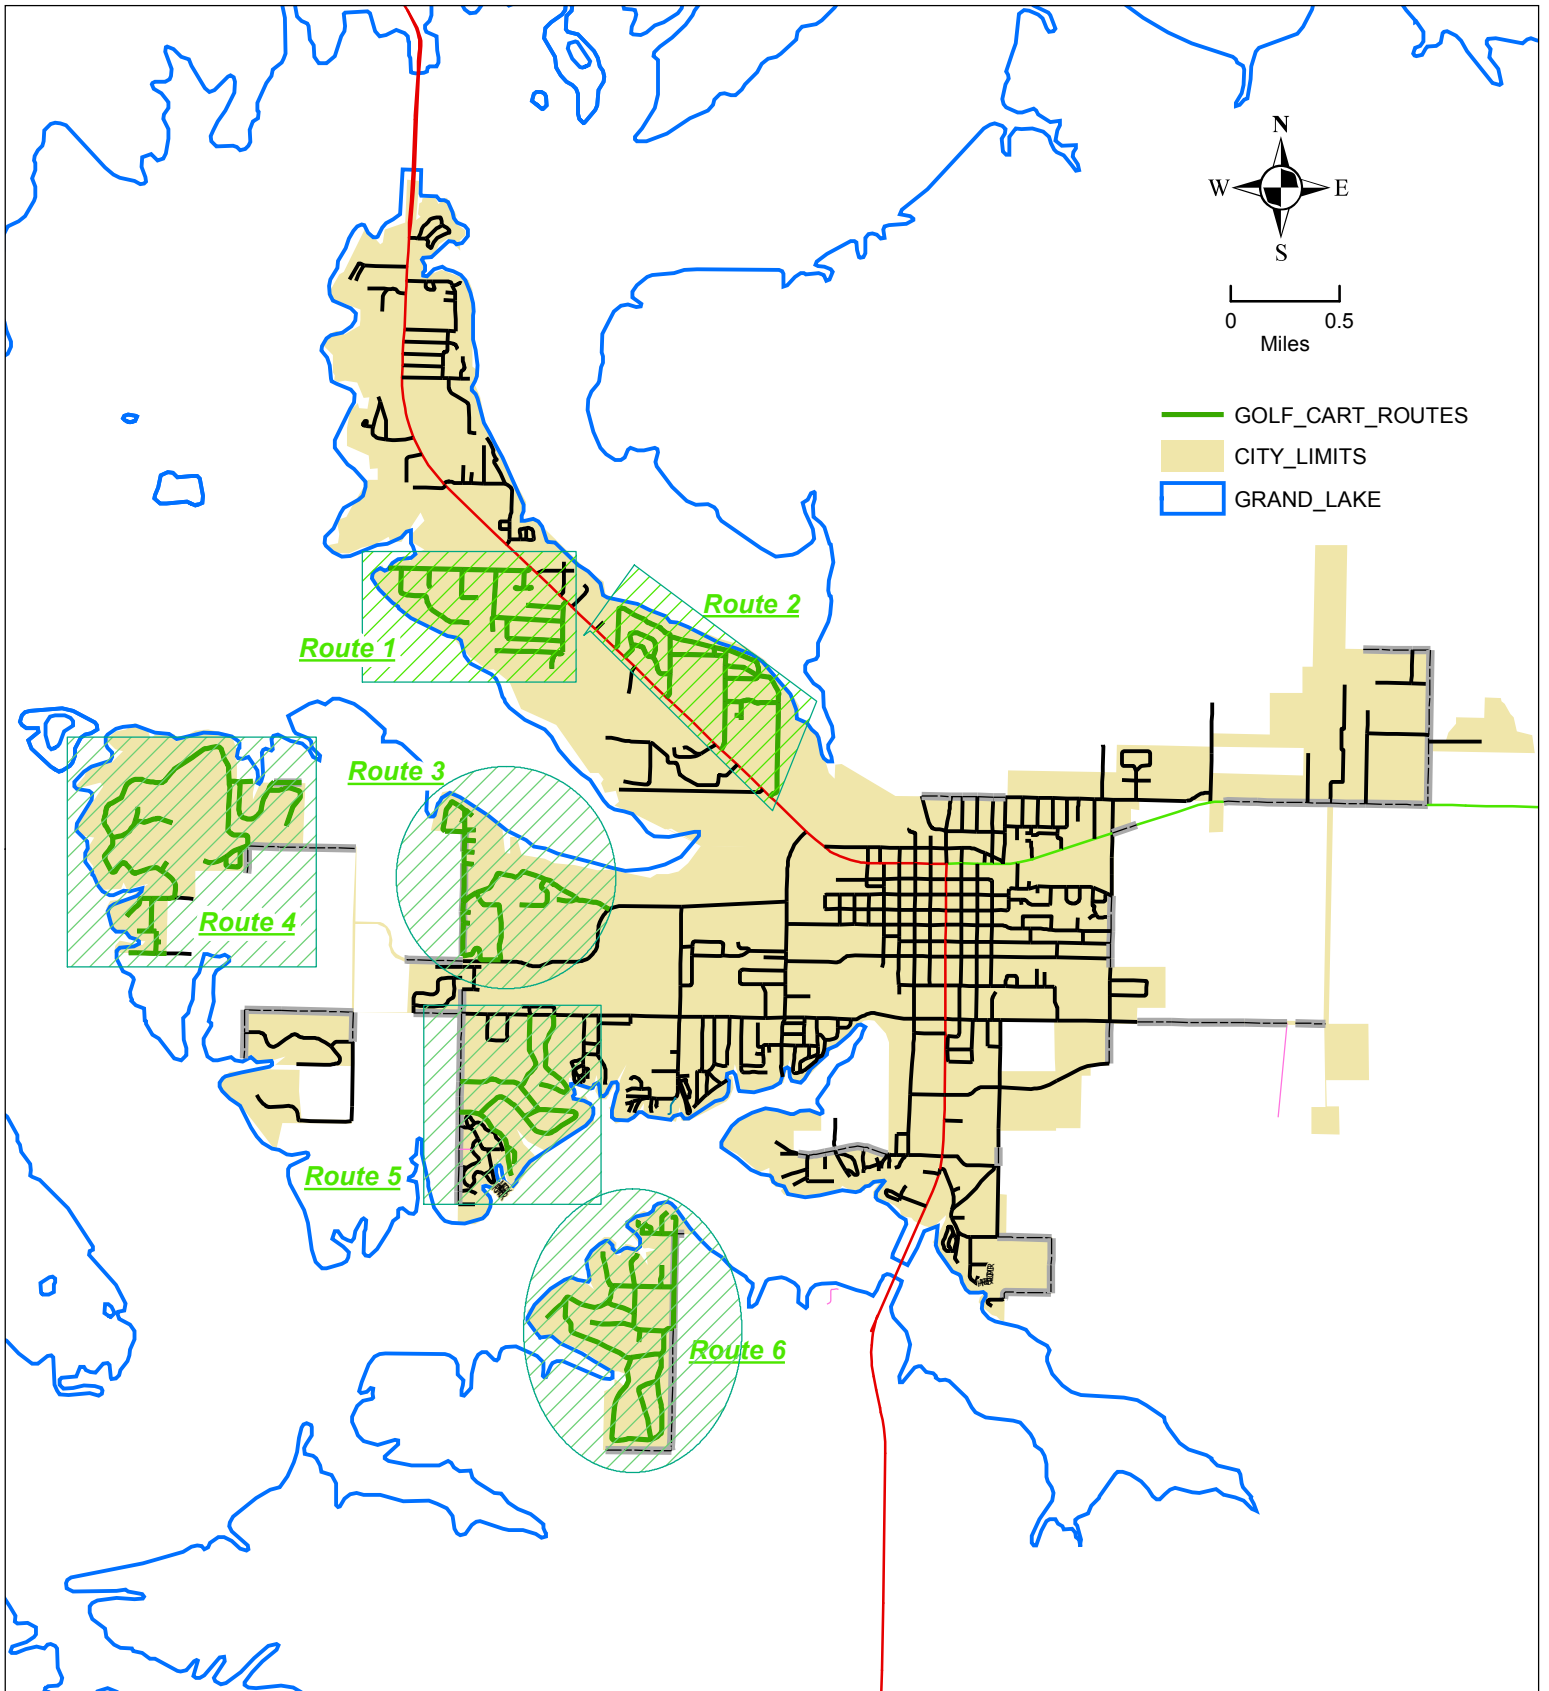 N
W E
S
0 0.5
Miles
GOLF_CART_ROUTES
CITY_LIMITS
GRAND_LAKE
Route 2
Route 1
Route 3
Route 4
Route 5
Route 6